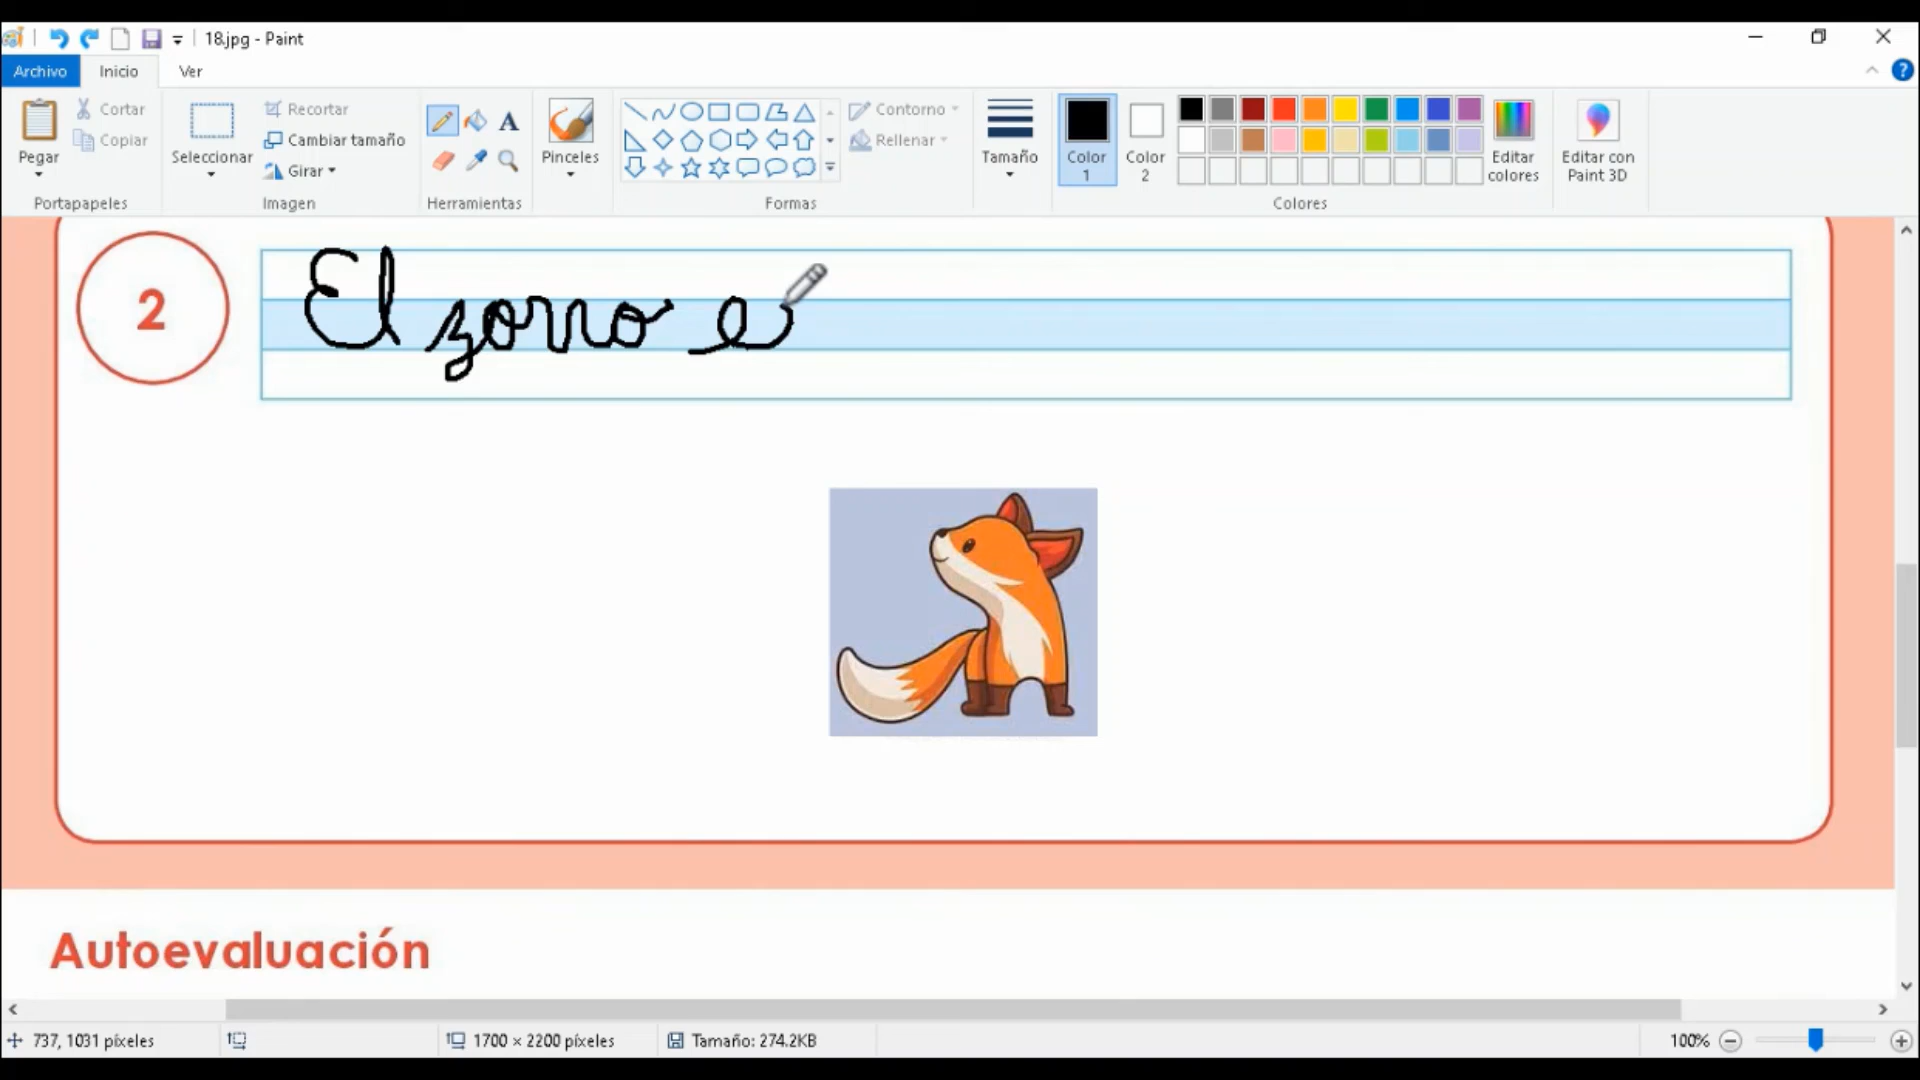 18.jpg - Paint
Archivo Inicio Ver
Pegar
Cortar
Copiar
Portapapeles
Seleccionar
Recortar
Cambiar tamaño
Girar
Imagen
A
Herramientas
Pinceles
Contorno
Rellenar
Formas
Tamaño
Color 1
Color 2
Editar colores
Colores
Editar con Paint 3D
2
El zorro e
Autoevaluación
737, 1031 píxeles
1700 × 2200 píxeles
Tamaño: 274.2KB
100%